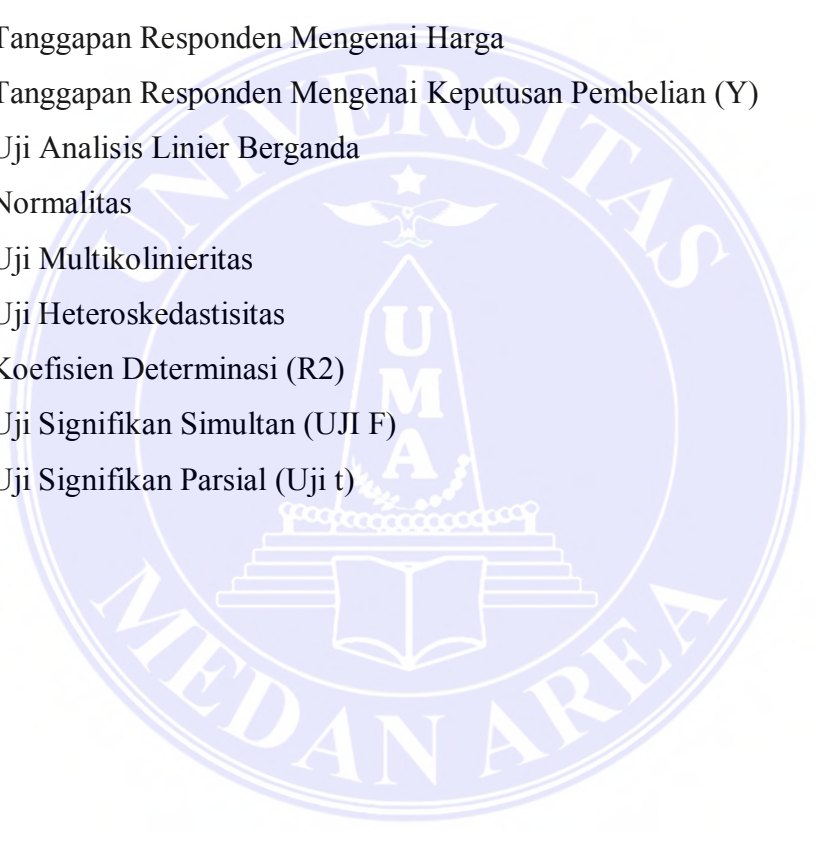 Tanggapan Responden Mengenai Harga
Tanggapan Responden Mengenai Keputusan Pembelian (Y)
Uji Analisis Linier Berganda
Normalitas
Uji Multikolinieritas
Uji Heteroskedastisitas
Koefisien Determinasi (R2)
Uji Signifikan Simultan (UJI F)
Uji Signifikan Parsial (Uji t)
UNIVERSITAS
UMA
MEDAN AREA